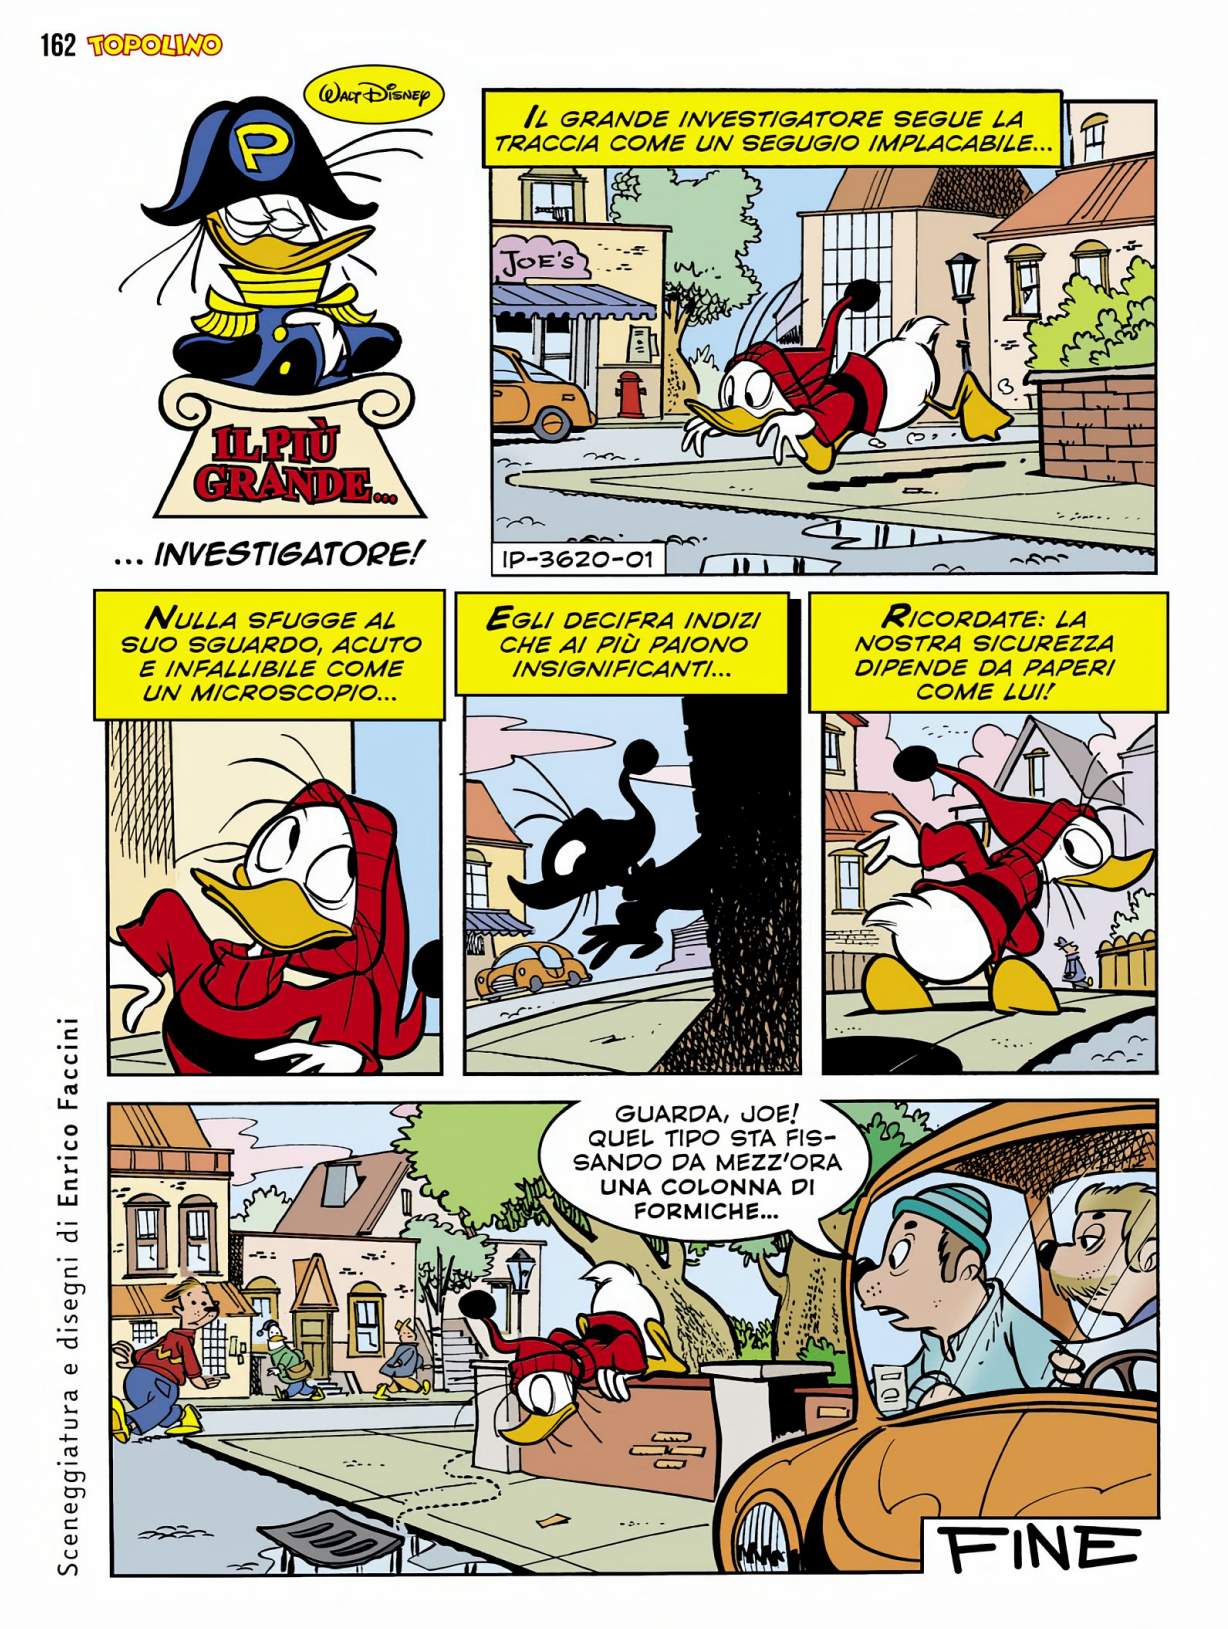 162 TOPOLINO
WALT DISNEY
P
IL PIÙ
GRANDE...
... INVESTIGATORE!
IL GRANDE INVESTIGATORE SEGUE LA
TRACCIA COME UN SEGUGIO IMPLACABILE...
JOE'S
IP-3620-01
NULLA SFUGGE AL
SUO SGUARDO, ACUTO
E INFALLIBILE COME
UN MICROSCOPIO...
EGLI DECIFRA INDIZI
CHE AI PIÙ PAIONO
INSIGNIFICANTI...
RICORDATE: LA
NOSTRA SICUREZZA
DIPENDE DA PAPERI
COME LUI!
GUARDA, JOE!
QUEL TIPO STA FIS-
SANDO DA MEZZ'ORA
UNA COLONNA DI
FORMICHE...
FINE
Sceneggiatura e disegni di Enrico Faccini